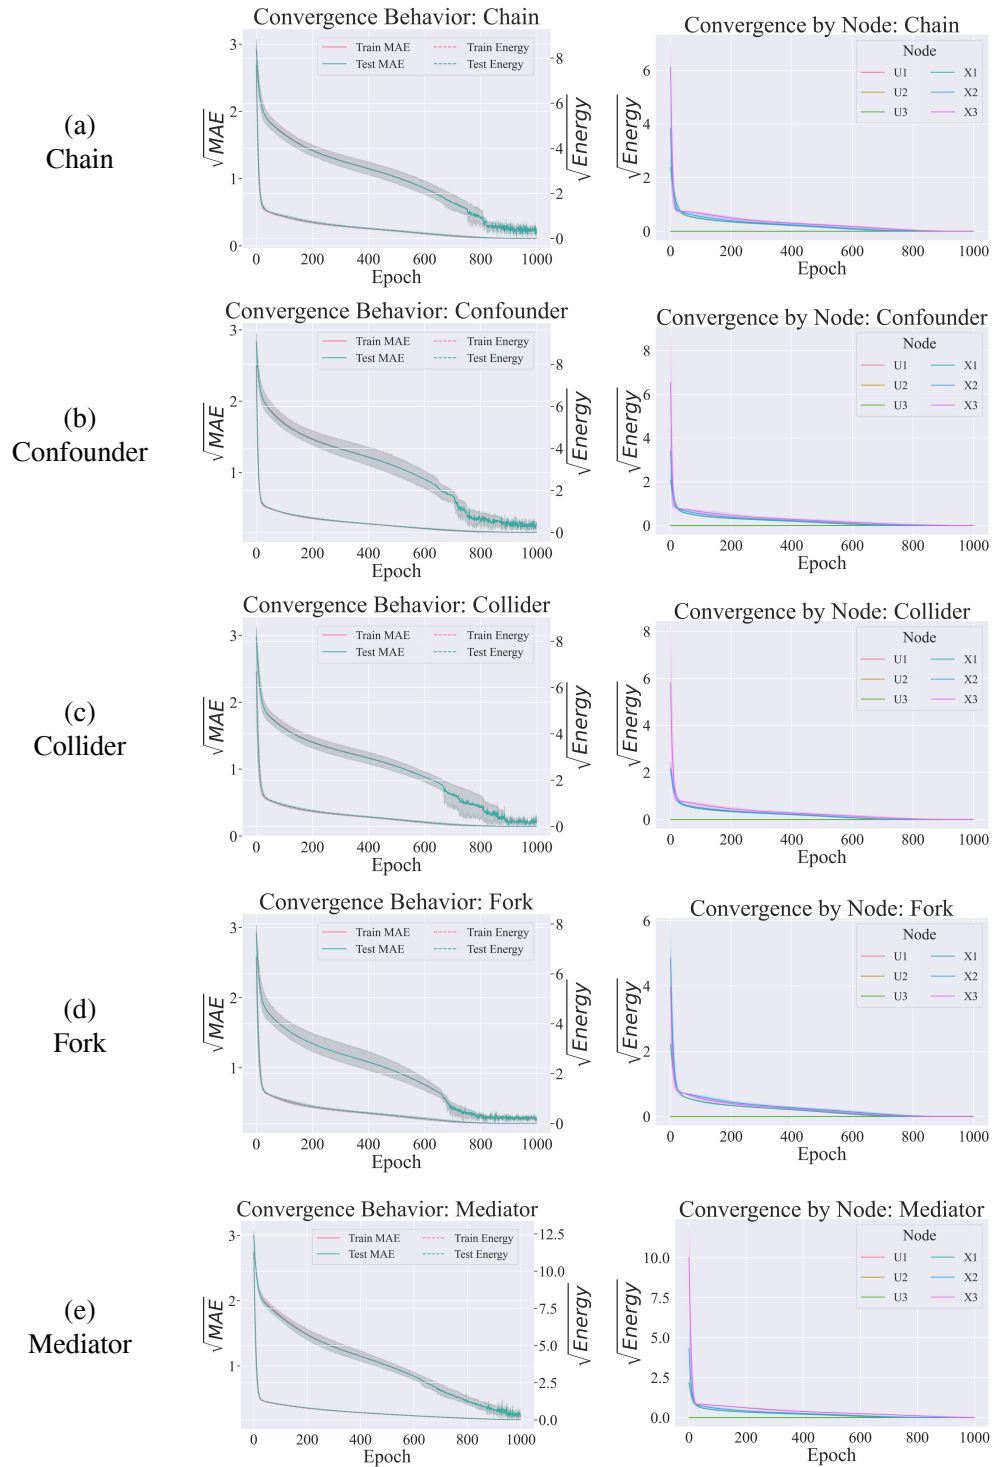 (a)
Chain
Convergence Behavior: Chain
Train MAE
Test MAE
Train Energy
Test Energy
√MAE
3
2
1
0
√Energy
8
6
4
2
0
0 200 400 600 800 1000
Epoch
Convergence by Node: Chain
Node
U1 X1
U2 X2
U3 X3
√Energy
6
4
2
0
0 200 400 600 800 1000
Epoch
(b)
Confounder
Convergence Behavior: Confounder
Train MAE
Test MAE
Train Energy
Test Energy
√MAE
3
2
1
√Energy
8
6
4
2
0
0 200 400 600 800 1000
Epoch
Convergence by Node: Confounder
Node
U1 X1
U2 X2
U3 X3
√Energy
8
6
4
2
0
0 200 400 600 800 1000
Epoch
(c)
Collider
Convergence Behavior: Collider
Train MAE
Test MAE
Train Energy
Test Energy
√MAE
3
2
1
0
√Energy
8
6
4
2
0
0 200 400 600 800 1000
Epoch
Convergence by Node: Collider
Node
U1 X1
U2 X2
U3 X3
√Energy
8
6
4
2
0
0 200 400 600 800 1000
Epoch
(d)
Fork
Convergence Behavior: Fork
Train MAE
Test MAE
Train Energy
Test Energy
√MAE
3
2
1
√Energy
8
6
4
2
0
0 200 400 600 800 1000
Epoch
Convergence by Node: Fork
Node
U1 X1
U2 X2
U3 X3
√Energy
6
4
2
0
0 200 400 600 800 1000
Epoch
(e)
Mediator
Convergence Behavior: Mediator
Train MAE
Test MAE
Train Energy
Test Energy
√MAE
3
2
1
√Energy
12.5
10.0
7.5
5.0
2.5
0.0
0 200 400 600 800 1000
Epoch
Convergence by Node: Mediator
Node
U1 X1
U2 X2
U3 X3
√Energy
10.0
7.5
5.0
2.5
0.0
0 200 400 600 800 1000
Epoch